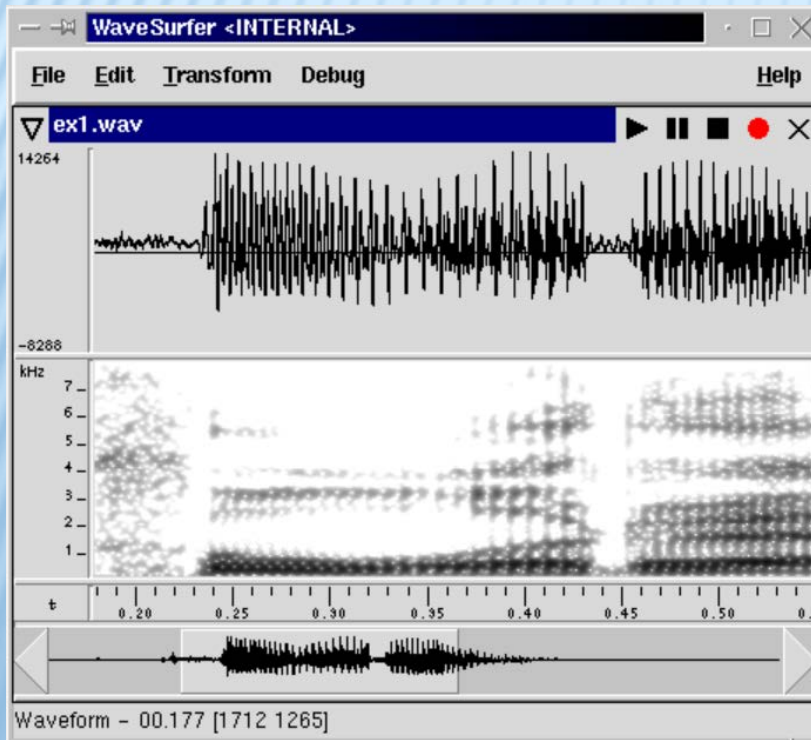 WaveSurfer <INTERNAL>
File Edit Transform Debug Help
ex1.wav
14264
-8288
kHz
7
6
5
4
3
2
1
t
0.20 0.25 0.30 0.35 0.40 0.45 0.50
Waveform - 00.177 [1712 1265]